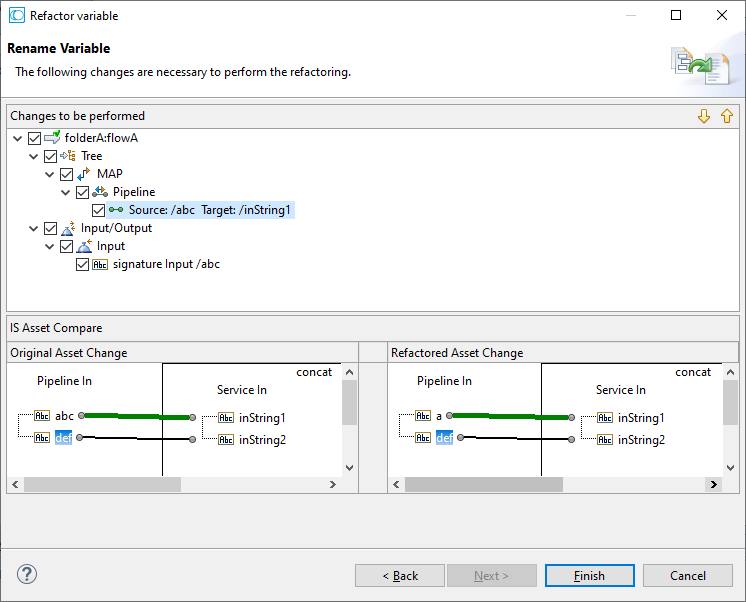 Refactor variable
Rename Variable
The following changes are necessary to perform the refactoring.
Changes to be performed
folderA:flowA
Tree
MAP
Pipeline
Source: /abc  Target: /inString1
Input/Output
Input
Abc signature Input /abc
IS Asset Compare
Original Asset Change
concat
Pipeline In
Service In
Abc abc
Abc inString1
Abc def
Abc inString2
Refactored Asset Change
concat
Pipeline In
Service In
Abc a
Abc inString1
Abc def
Abc inString2
?
< Back
Next >
Finish
Cancel